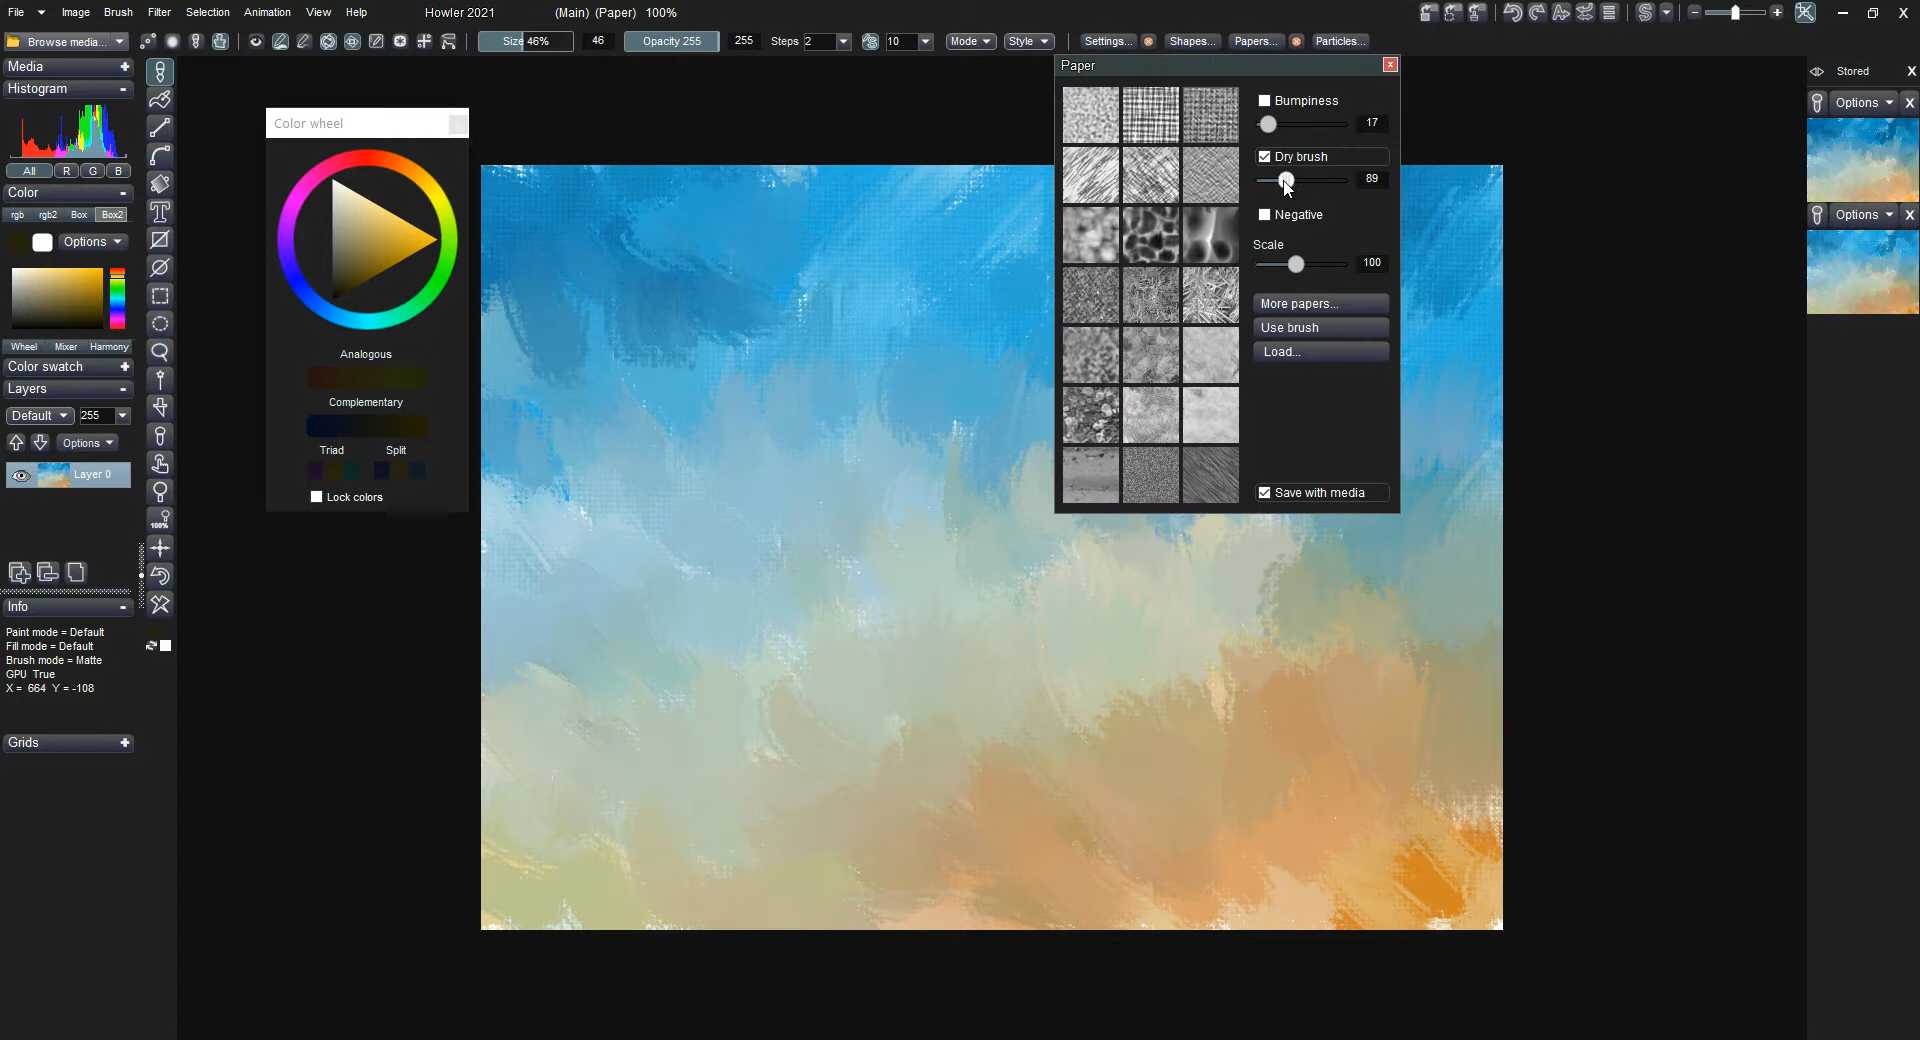 File Image Brush Filter Selection Animation View Help Howler 2021 (Main) (Paper) 100% X
Browse media... Size 46% 46 Opacity 255 255 Steps 2 10 Mode Style Settings... Shapes... Papers... Particles...
Media +
Histogram -
All R G B
Color -
rgb rgb2 Box Box2
Options
Wheel Mixer Harmony
Color swatch +
Layers -
Default 255
Options
Layer 0
Info -
Paint mode = Default
Fill mode = Default
Brush mode = Matte
GPU True
X = 664 Y = -108
Grids +
100%
Color wheel
Analogous
Complementary
Triad Split
Lock colors
Paper x
Bumpiness
17
Dry brush
89
Negative
Scale
100
More papers...
Use brush
Load...
Save with media
Stored X
Options X
Options X